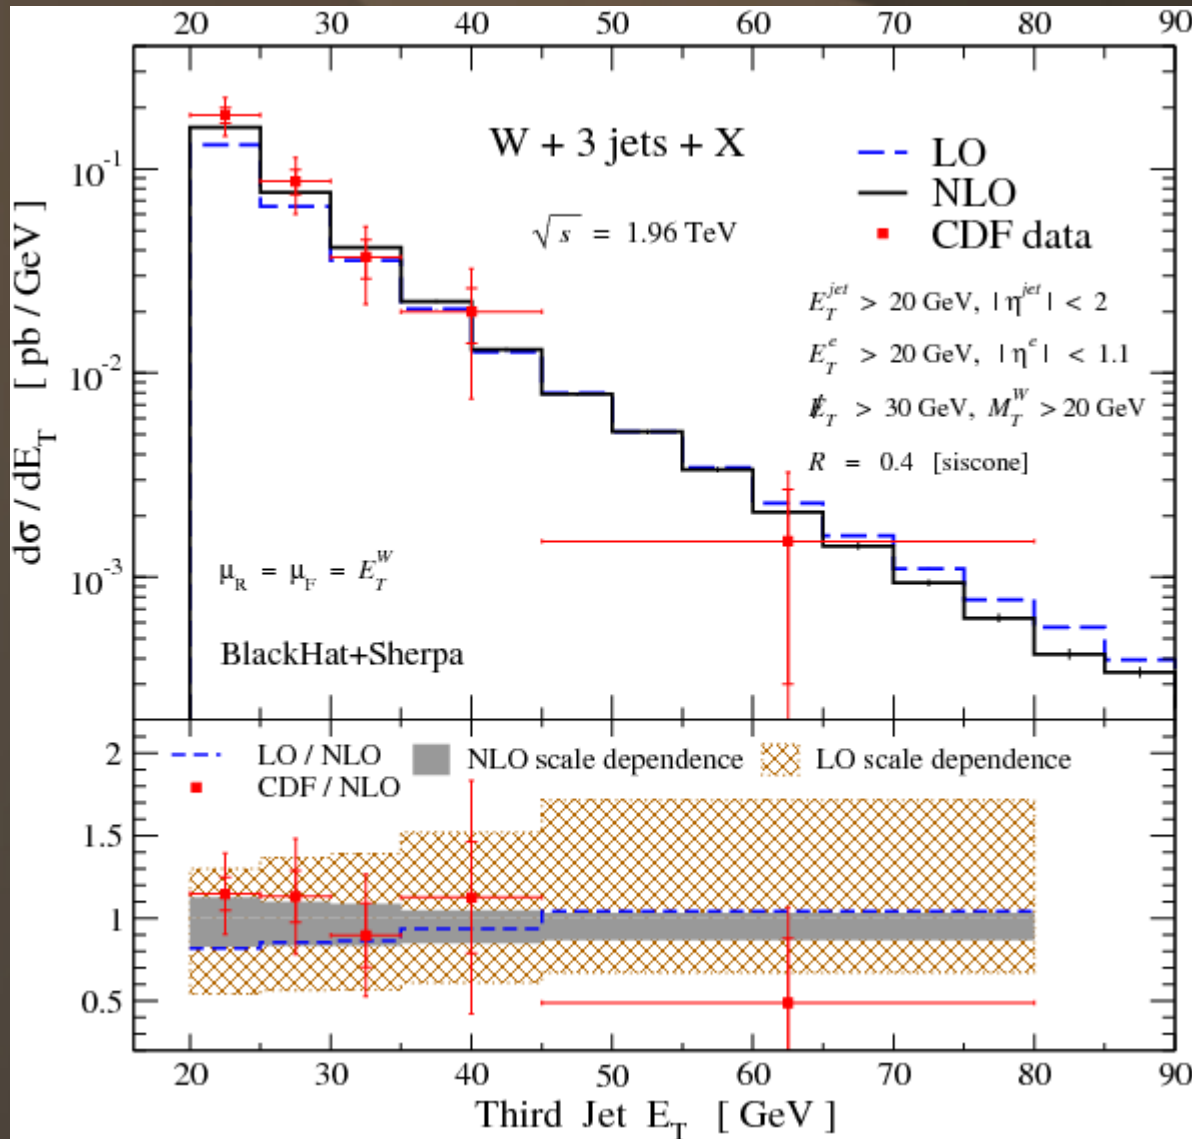 20 30 40 50 60 70 80 90
10^-1
10^-2
10^-3
dσ / dE_T [ pb / GeV ]
W + 3 jets + X
√s = 1.96 TeV
LO
NLO
CDF data
E_T^jet > 20 GeV, | η^jet | < 2
E_T^e > 20 GeV, | η^e | < 1.1
E̸_T > 30 GeV, M_T^W > 20 GeV
R = 0.4 [siscone]
μ_R = μ_F = E_T^W
BlackHat+Sherpa
LO / NLO
CDF / NLO
NLO scale dependence
LO scale dependence
2
1.5
1
0.5
20 30 40 50 60 70 80 90
Third Jet E_T [ GeV ]